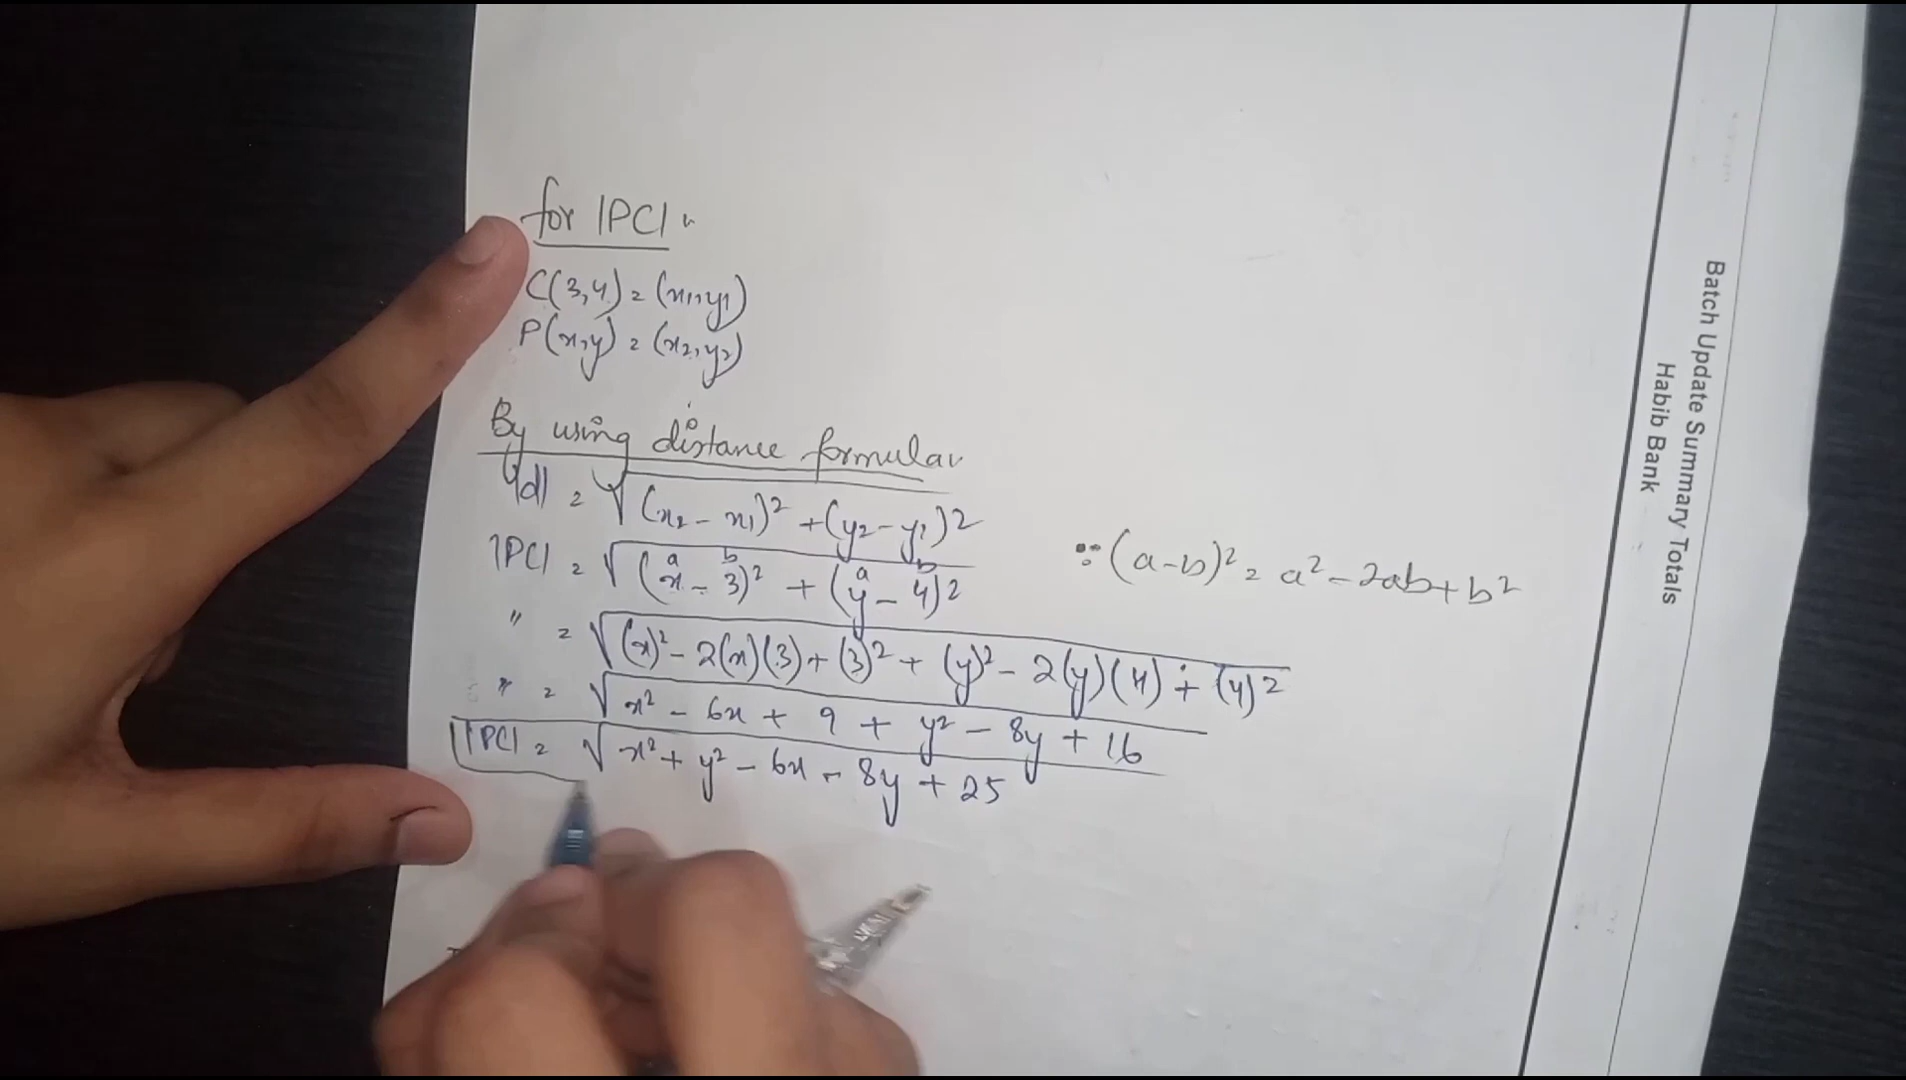 for |PC|
C(3,4) = (x₁,y₁)
P(x,y) = (x₂,y₂)
By using distance formula
|d| = √(x₂ - x₁)² + (y₂ - y₁)²
|PC| = √(x - 3)² + (y - 4)²
a b a b
∵ (a-b)² = a² - 2ab + b²
" = √(x)² - 2(x)(3) + (3)² + (y)² - 2(y)(4) + (4)²
" = √x² - 6x + 9 + y² - 8y + 16
|PC| = √x² + y² - 6x - 8y + 25
Batch Update Summary Totals
Habib Bank